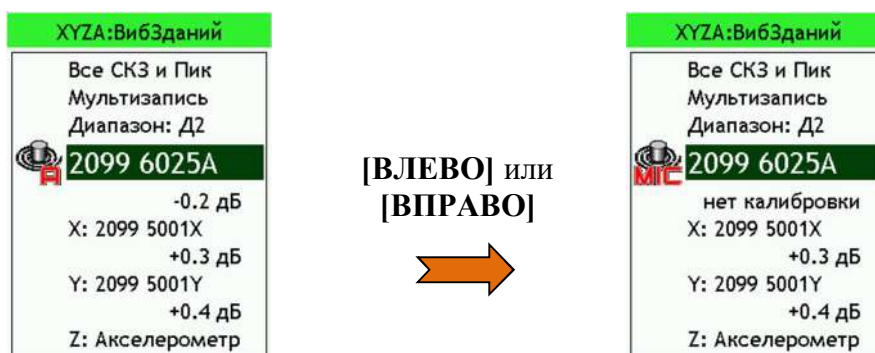 XYZA:ВибЗданий
Все СКЗ и Пик
Мультизапись
Диапазон: Д2
A
2099 6025A
-0.2 дБ
X: 2099 5001X
+0.3 дБ
Y: 2099 5001Y
+0.4 дБ
Z: Акселерометр
[ВЛЕВО] или
[ВПРАВО]
XYZA:ВибЗданий
Все СКЗ и Пик
Мультизапись
Диапазон: Д2
MIC
2099 6025A
нет калибровки
X: 2099 5001X
+0.3 дБ
Y: 2099 5001Y
+0.4 дБ
Z: Акселерометр